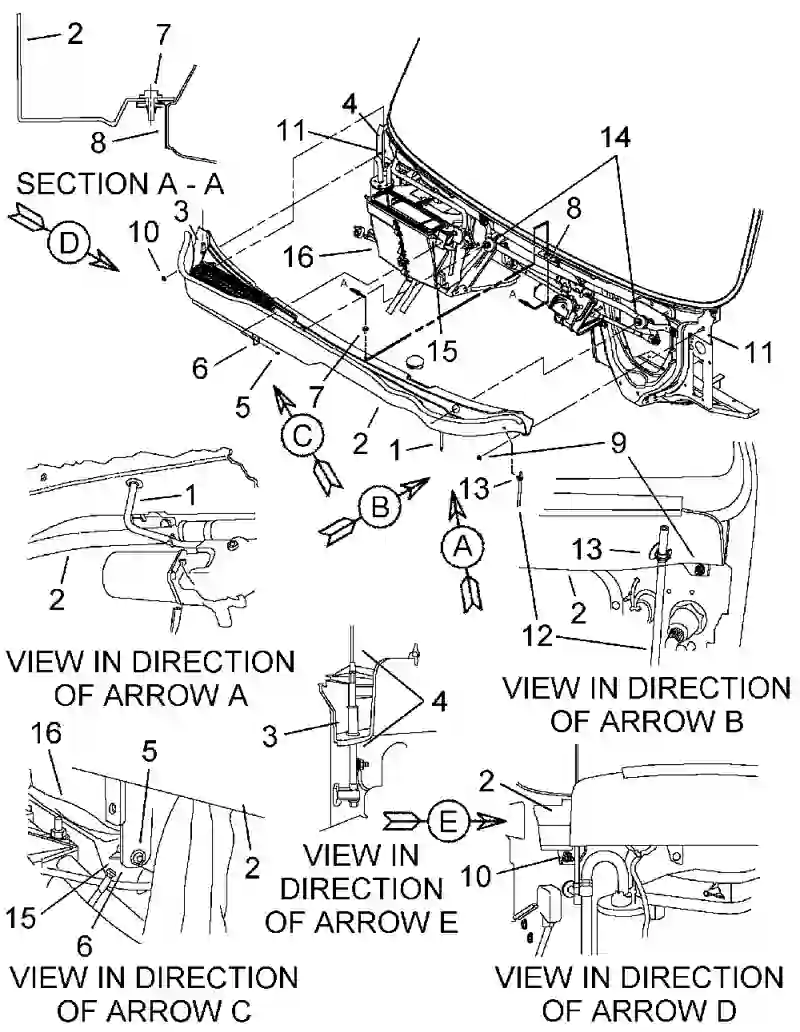 2
7
8
SECTION A - A
D
3
10
4
11
14
8
16
A
A
15
11
6
5
7
2
C
1
B
13
9
A
1
2
VIEW IN DIRECTION
OF ARROW A
13
9
2
12
VIEW IN DIRECTION
OF ARROW B
4
3
E
VIEW IN
DIRECTION
OF ARROW E
16
5
2
15
6
VIEW IN DIRECTION
OF ARROW C
2
10
VIEW IN DIRECTION
OF ARROW D